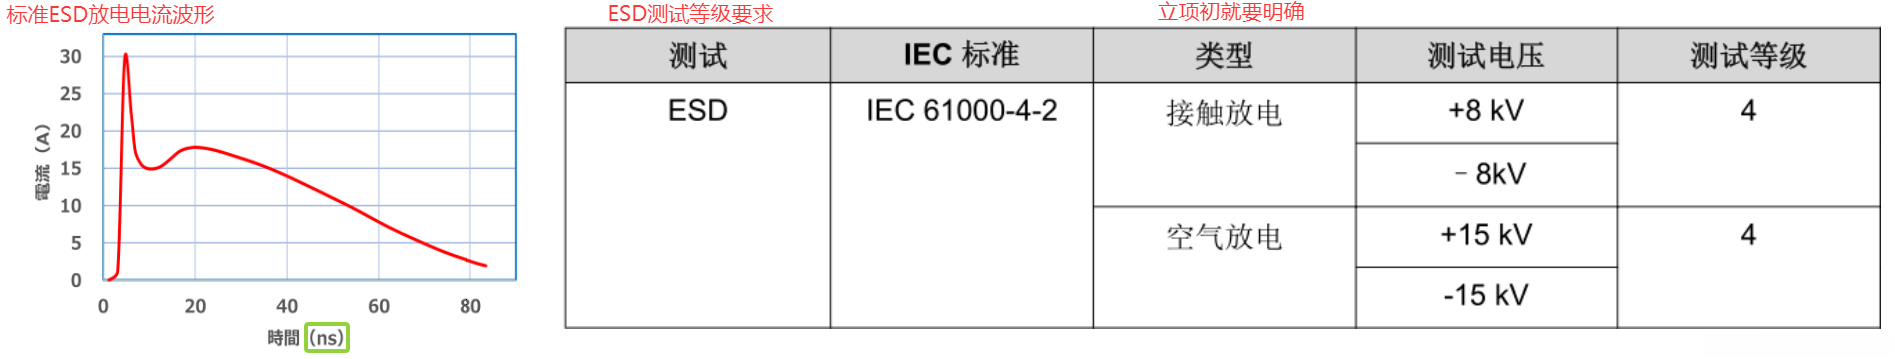 标准ESD放电电流波形
30
25
20
15
10
5
0
電流（A）
0 20 40 60 80
時間（ns）
ESD测试等级要求
立项初就要明确
测试 IEC 标准 类型 测试电压 测试等级
ESD IEC 61000-4-2 接触放电 +8 kV 4
- 8kV
空气放电 +15 kV 4
-15 kV